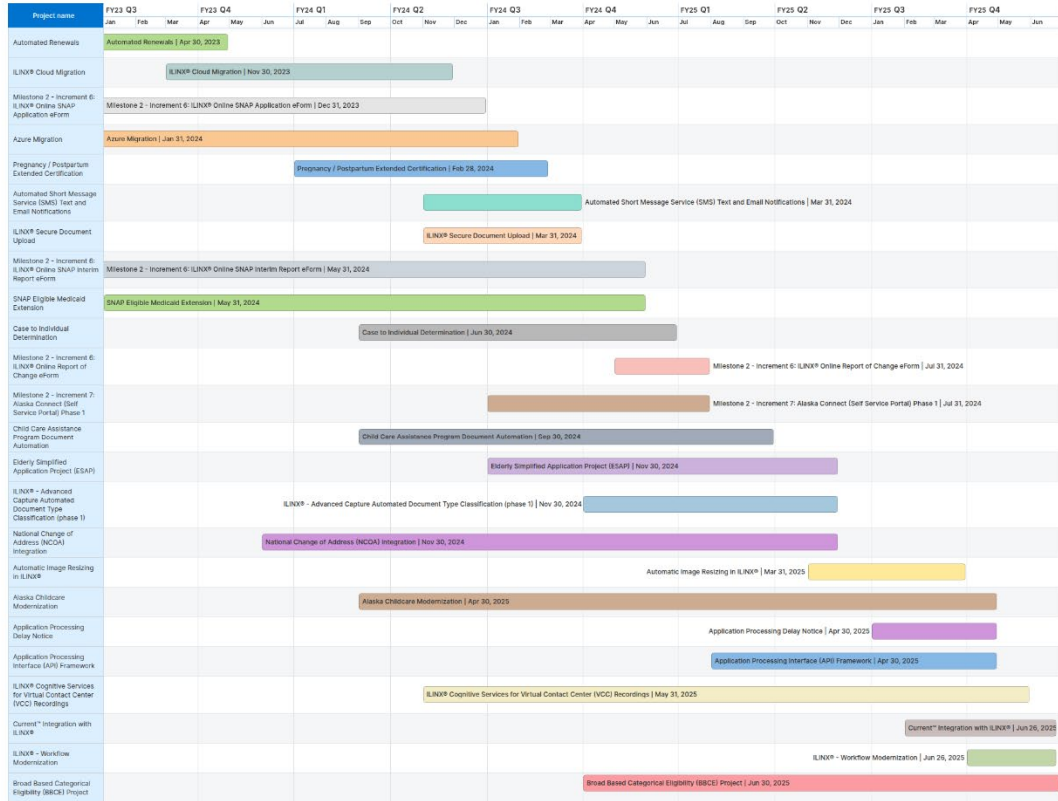 Project name
FY23 Q3 FY23 Q4 FY24 Q1 FY24 Q2 FY24 Q3 FY24 Q4 FY25 Q1 FY25 Q2 FY25 Q3 FY25 Q4
Jan Feb Mar Apr May Jun Jul Aug Sep Oct Nov Dec Jan Feb Mar Apr May Jun Jul Aug Sep Oct Nov Dec Jan Feb Mar Apr May Jun
Automated Renewals
Automated Renewals | Apr 30, 2023
ILINX® Cloud Migration
ILINX® Cloud Migration | Nov 30, 2023
Milestone 2 - Increment 6:
ILINX® Online SNAP
Application eForm
Milestone 2 - Increment 6: ILINX® Online SNAP Application eForm | Dec 31, 2023
Azure Migration
Azure Migration | Jan 31, 2024
Pregnancy / Postpartum
Extended Certification
Pregnancy / Postpartum Extended Certification | Feb 28, 2024
Automated Short Message
Service (SMS) Text and
Email Notifications
Automated Short Message Service (SMS) Text and Email Notifications | Mar 31, 2024
ILINX® Secure Document
Upload
ILINX® Secure Document Upload | Mar 31, 2024
Milestone 2 - Increment 6:
ILINX® Online SNAP Interim
Report eForm
Milestone 2 - Increment 6: ILINX® Online SNAP Interim Report eForm | May 31, 2024
SNAP Eligible Medicaid
Extension
SNAP Eligible Medicaid Extension | May 31, 2024
Case to Individual
Determination
Case to Individual Determination | Jun 30, 2024
Milestone 2 - Increment 6:
ILINX® Online Report of
Change eForm
Milestone 2 - Increment 6: ILINX® Online Report of Change eForm | Jul 31, 2024
Milestone 2 - Increment 7:
Alaska Connect (Self
Service Portal) Phase 1
Milestone 2 - Increment 7: Alaska Connect (Self Service Portal) Phase 1 | Jul 31, 2024
Child Care Assistance
Program Document
Automation
Child Care Assistance Program Document Automation | Sep 30, 2024
Elderly Simplified
Application Project (ESAP)
Elderly Simplified Application Project (ESAP) | Nov 30, 2024
ILINX® - Advanced
Capture Automated
Document Type
Classification (phase 1)
ILINX® - Advanced Capture Automated Document Type Classification (phase 1) | Nov 30, 2024
National Change of
Address (NCOA)
Integration
National Change of Address (NCOA) Integration | Nov 30, 2024
Automatic Image Resizing
in ILINX®
Automatic Image Resizing in ILINX® | Mar 31, 2025
Alaska Childcare
Modernization
Alaska Childcare Modernization | Apr 30, 2025
Application Processing
Delay Notice
Application Processing Delay Notice | Apr 30, 2025
Application Processing
Interface (API) Framework
Application Processing Interface (API) Framework | Apr 30, 2025
ILINX® Cognitive Services
for Virtual Contact Center
(VCC) Recordings
ILINX® Cognitive Services for Virtual Contact Center (VCC) Recordings | May 31, 2025
Current™ Integration with
ILINX®
Current™ Integration with ILINX® | Jun 26, 2025
ILINX® - Workflow
Modernization
ILINX® - Workflow Modernization | Jun 26, 2025
Broad Based Categorical
Eligibility (BBCE) Project
Broad Based Categorical Eligibility (BBCE) Project | Jun 30, 2025